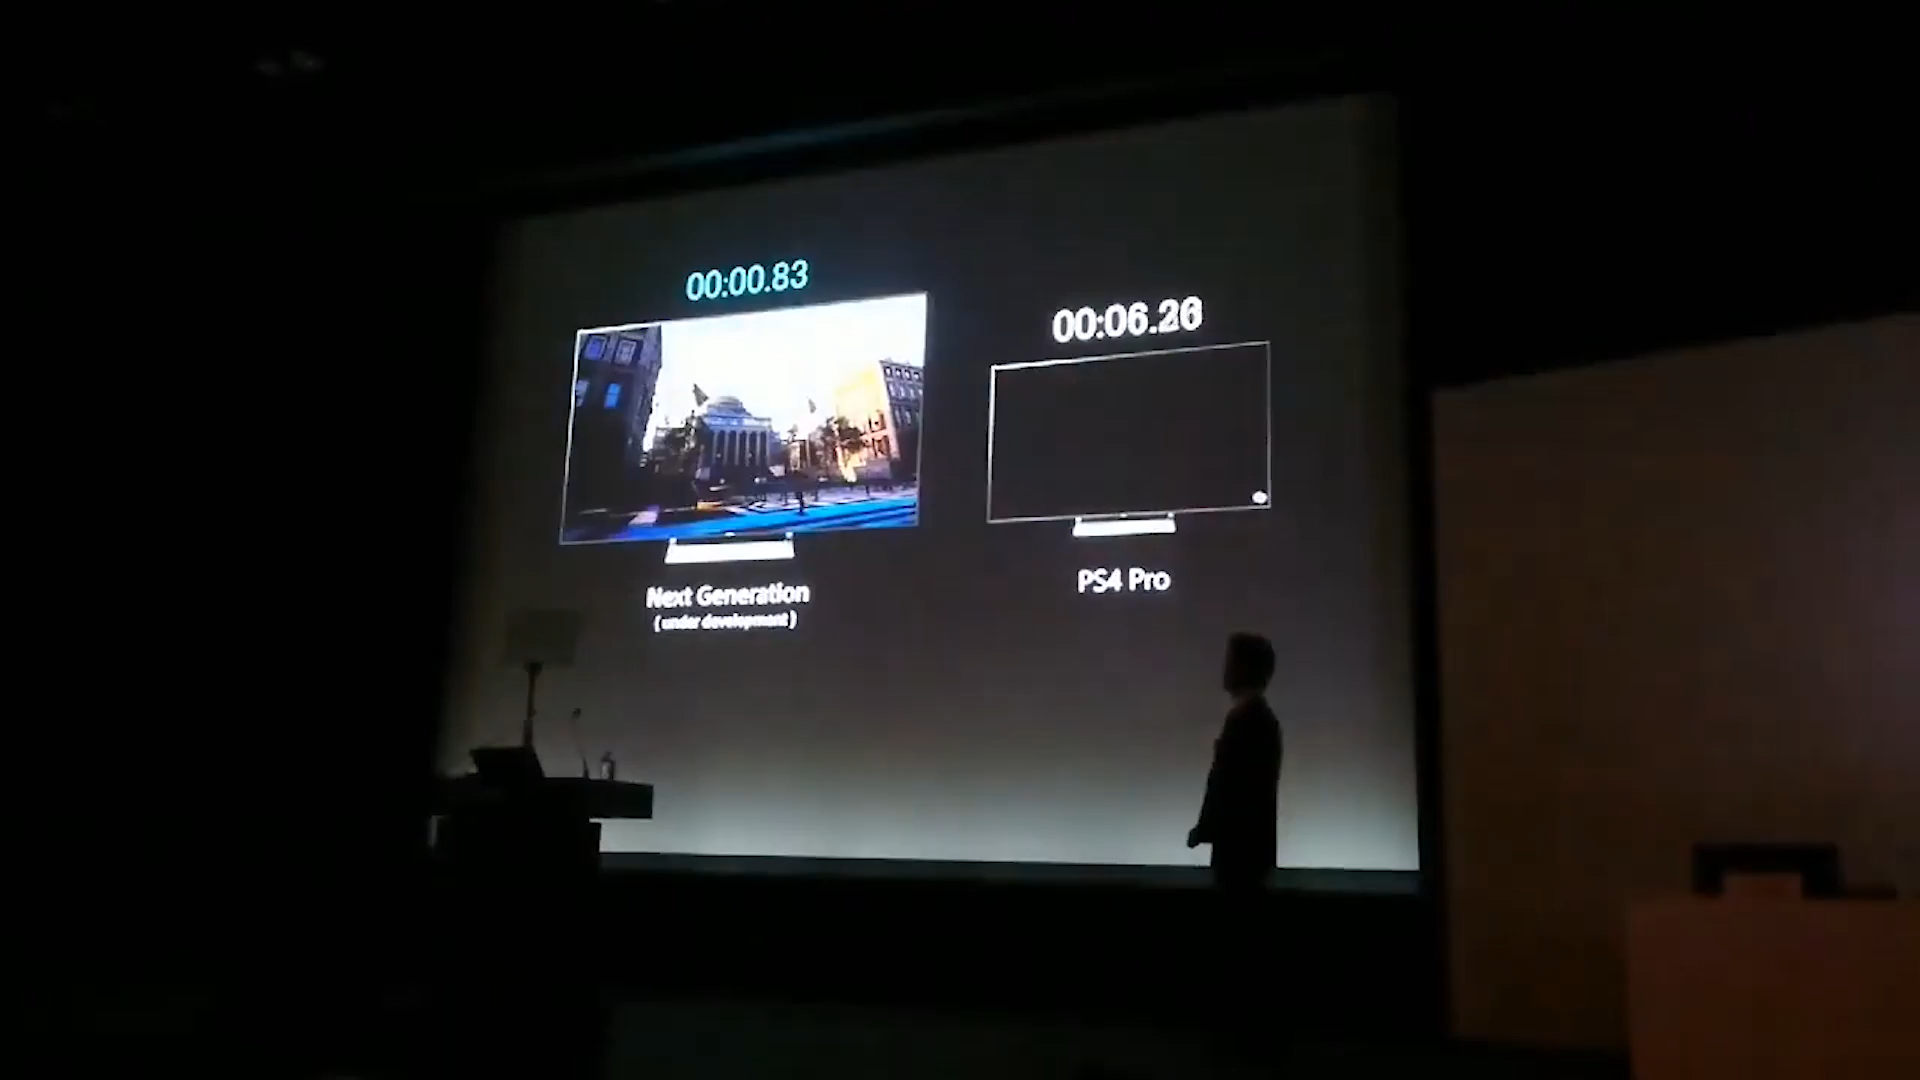 00:00.83
00:06.26
Next Generation
( under development )
PS4 Pro